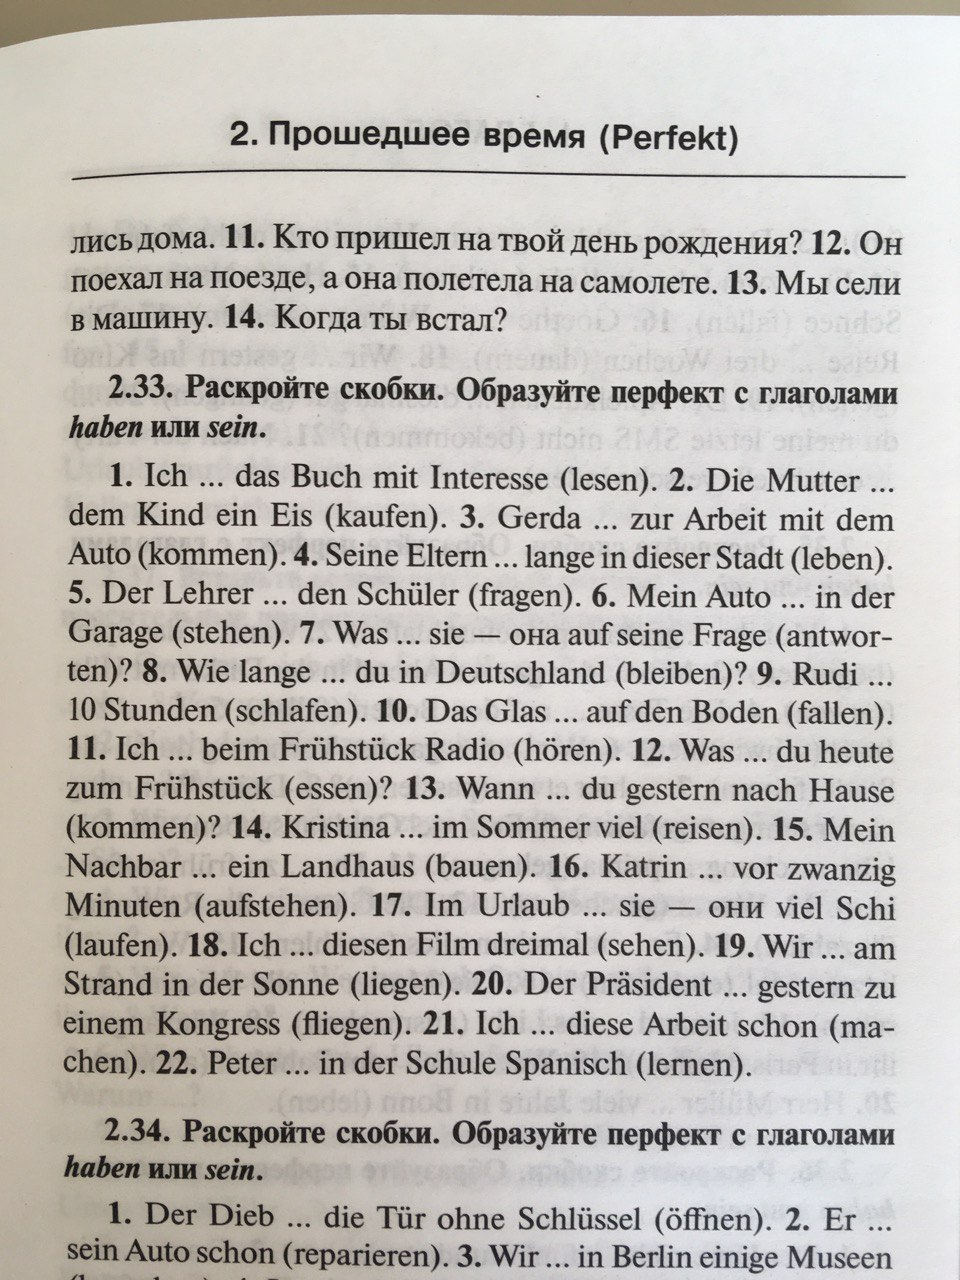 2. Прошедшее время (Perfekt)
лись дома. 11. Кто пришел на твой день рождения? 12. Он
поехал на поезде, а она полетела на самолете. 13. Мы сели
в машину. 14. Когда ты встал?
2.33. Раскройте скобки. Образуйте перфект с глаголами
haben или sein.
1. Ich ... das Buch mit Interesse (lesen). 2. Die Mutter ...
dem Kind ein Eis (kaufen). 3. Gerda ... zur Arbeit mit dem
Auto (kommen). 4. Seine Eltern ... lange in dieser Stadt (leben).
5. Der Lehrer ... den Schüler (fragen). 6. Mein Auto ... in der
Garage (stehen). 7. Was ... sie — она auf seine Frage (antwor-
ten)? 8. Wie lange ... du in Deutschland (bleiben)? 9. Rudi ...
10 Stunden (schlafen). 10. Das Glas ... auf den Boden (fallen).
11. Ich ... beim Frühstück Radio (hören). 12. Was ... du heute
zum Frühstück (essen)? 13. Wann ... du gestern nach Hause
(kommen)? 14. Kristina ... im Sommer viel (reisen). 15. Mein
Nachbar ... ein Landhaus (bauen). 16. Katrin ... vor zwanzig
Minuten (aufstehen). 17. Im Urlaub ... sie — они viel Schi
(laufen). 18. Ich ... diesen Film dreimal (sehen). 19. Wir ... am
Strand in der Sonne (liegen). 20. Der Präsident ... gestern zu
einem Kongress (fliegen). 21. Ich ... diese Arbeit schon (ma-
chen). 22. Peter ... in der Schule Spanisch (lernen).
2.34. Раскройте скобки. Образуйте перфект с глаголами
haben или sein.
1. Der Dieb ... die Tür ohne Schlüssel (öffnen). 2. Er ...
sein Auto schon (reparieren). 3. Wir ... in Berlin einige Museen